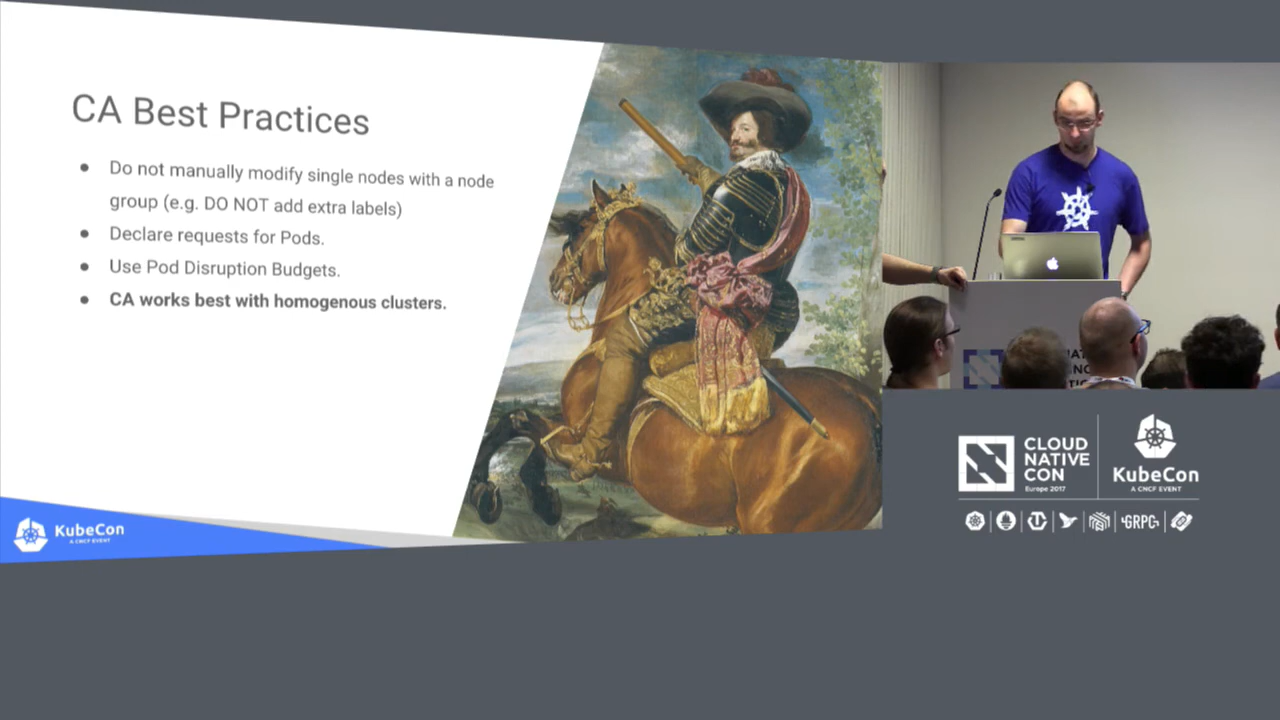 CA Best Practices
Do not manually modify single nodes with a node
group (e.g. DO NOT add extra labels)
Declare requests for Pods.
Use Pod Disruption Budgets.
CA works best with homogenous clusters.
KubeCon
A CNCF EVENT
CLOUD
NATIVE
CON
Europe 2017
KubeCon
A CNCF EVENT
GRPC